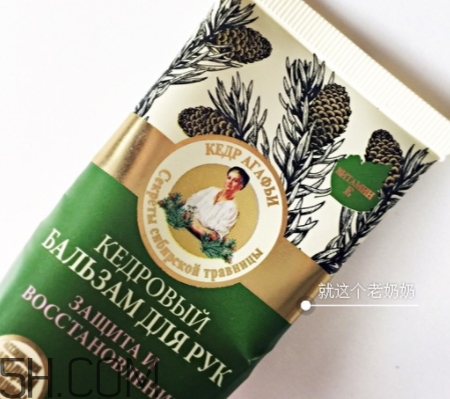 КЕДР АГАФЬИ
Секреты сибирской травницы
ВИТАМИН
Е
КЕДРОВЫЙ
БАЛЬЗАМ ДЛЯ РУК
ЗАЩИТА И
ВОССТАНОВЛЕНИ
就这个老奶奶
5H.COM